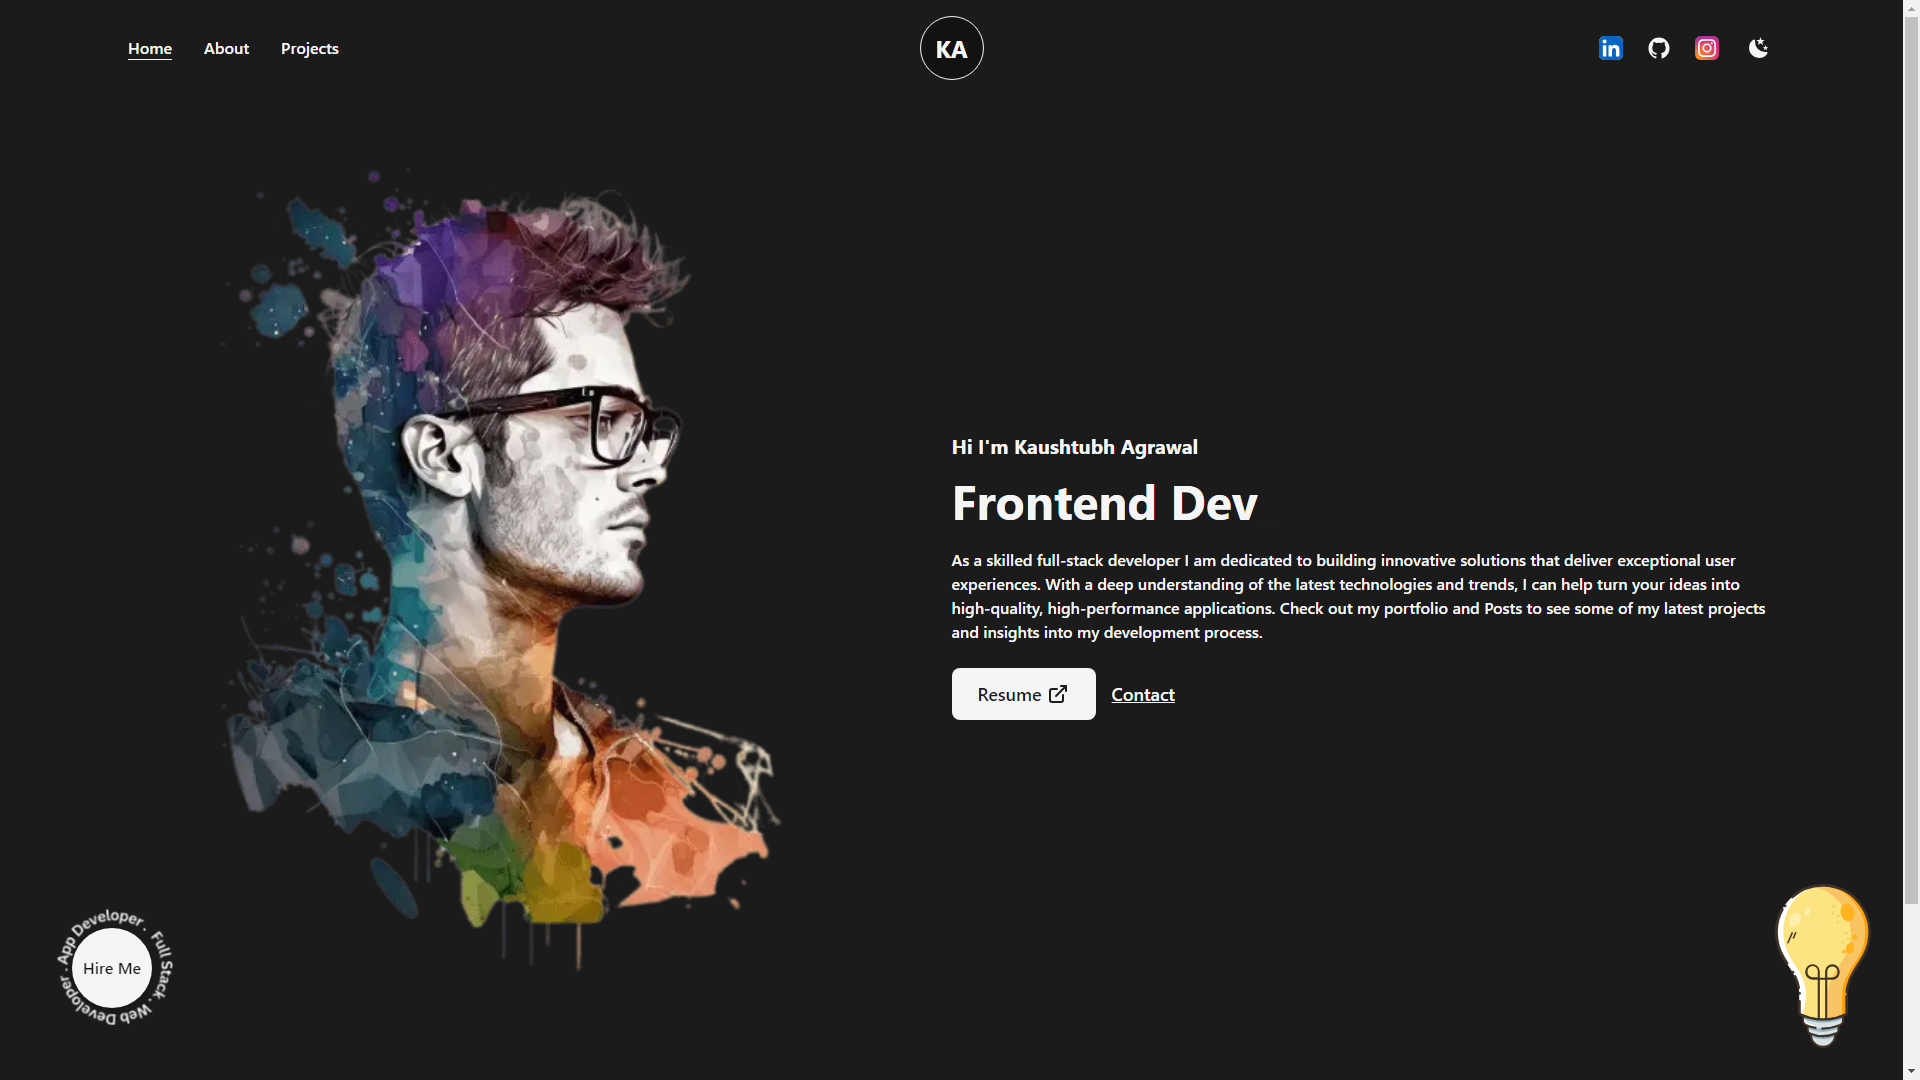 Home About Projects
KA
Hi I'm Kaushtubh Agrawal
Frontend Dev
As a skilled full-stack developer I am dedicated to building innovative solutions that deliver exceptional user
experiences. With a deep understanding of the latest technologies and trends, I can help turn your ideas into
high-quality, high-performance applications. Check out my portfolio and Posts to see some of my latest projects
and insights into my development process.
Resume Contact
Full Stack . Web Developer . App Developer .
Hire Me